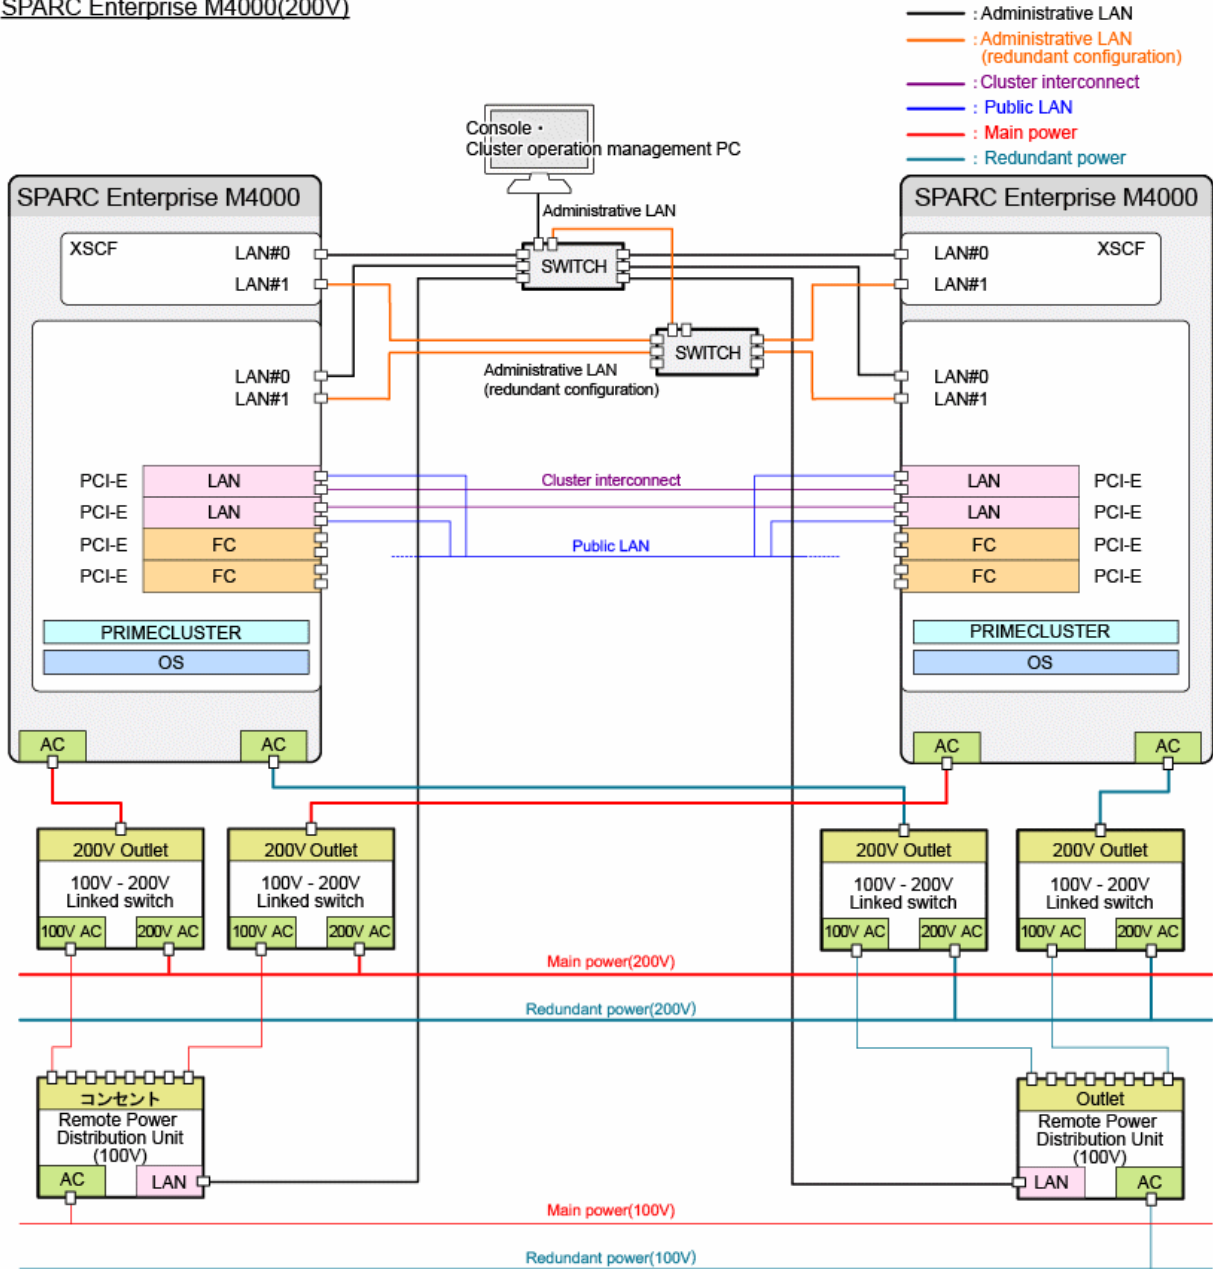 SPARC Enterprise M4000(200V)
: Administrative LAN
: Administrative LAN
(redundant configuration)
: Cluster interconnect
: Public LAN
: Main power
: Redundant power
Console・
Cluster operation management PC
Administrative LAN
SPARC Enterprise M4000
XSCF
LAN#0
LAN#1
SWITCH
SPARC Enterprise M4000
LAN#0
XSCF
LAN#1
SWITCH
Administrative LAN
(redundant configuration)
LAN#0
LAN#1
LAN#0
LAN#1
PCI-E LAN
PCI-E LAN
PCI-E FC
PCI-E FC
Cluster interconnect
Public LAN
LAN PCI-E
LAN PCI-E
FC PCI-E
FC PCI-E
PRIMECLUSTER
OS
PRIMECLUSTER
OS
AC
AC
AC
AC
200V Outlet
100V - 200V
Linked switch
100V AC
200V AC
200V Outlet
100V - 200V
Linked switch
100V AC
200V AC
200V Outlet
100V - 200V
Linked switch
100V AC
200V AC
200V Outlet
100V - 200V
Linked switch
100V AC
200V AC
Main power(200V)
Redundant power(200V)
コンセント
Remote Power
Distribution Unit
(100V)
AC
LAN
Outlet
Remote Power
Distribution Unit
(100V)
LAN
AC
Main power(100V)
Redundant power(100V)